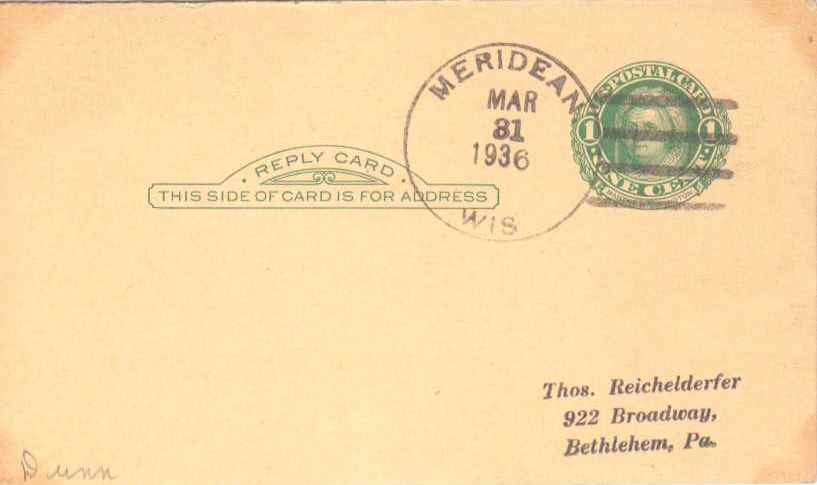 MERIDEAN
MAR
31
1936
WIS
U.S. POSTAL CARD
1 1
ONE CENT
REPLY CARD
THIS SIDE OF CARD IS FOR ADDRESS
Thos. Reichelderfer
922 Broadway,
Bethlehem, Pa.
Dunn